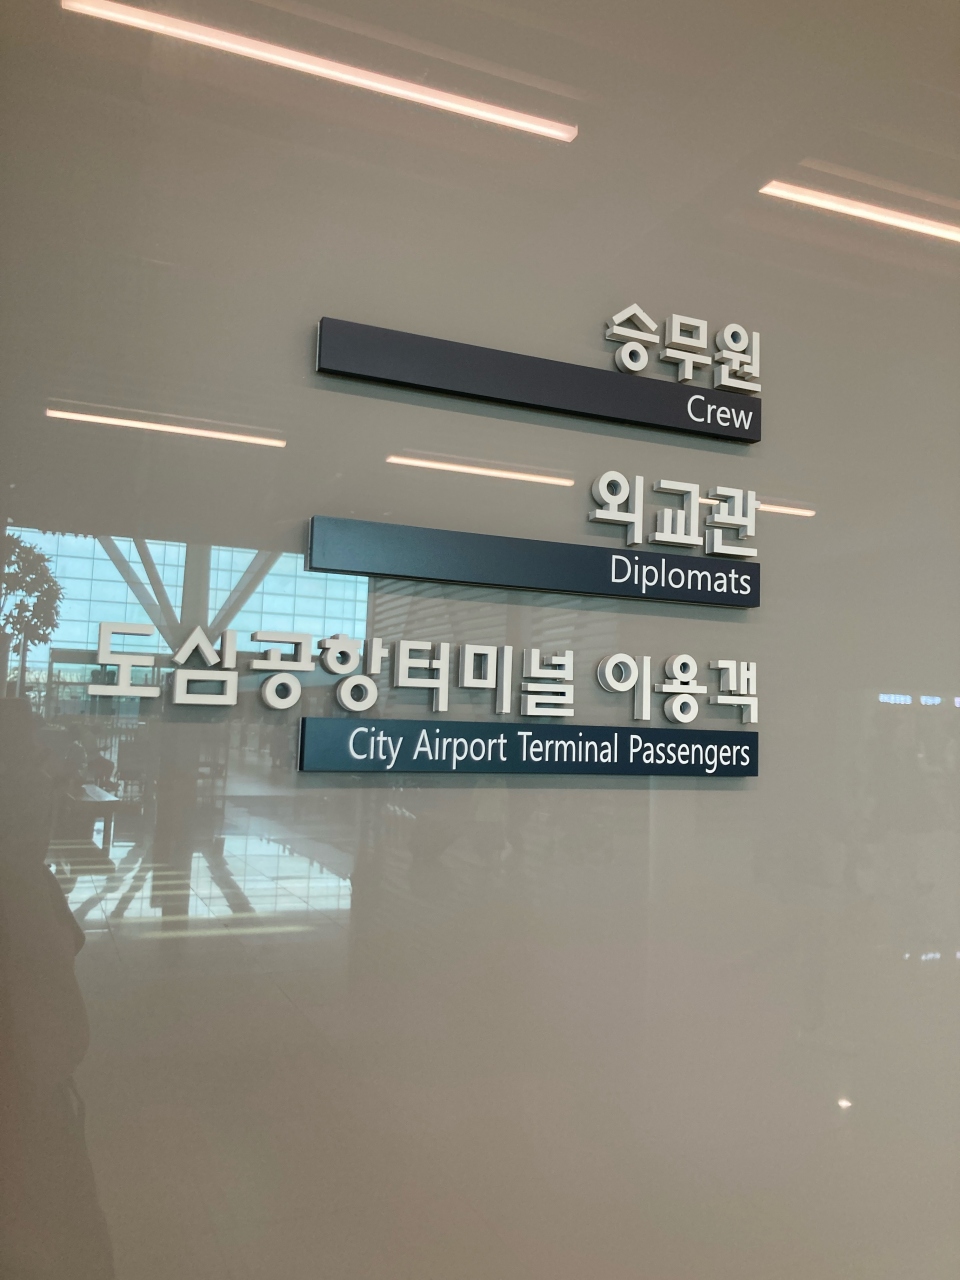 승무원
Crew
외교관
Diplomats
도심공항터미널 이용객
City Airport Terminal Passengers